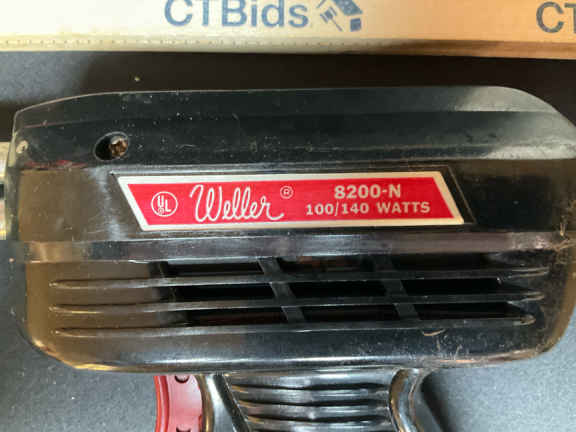 CTBids
CT
UL
Weller ® 8200-N
100/140 WATTS